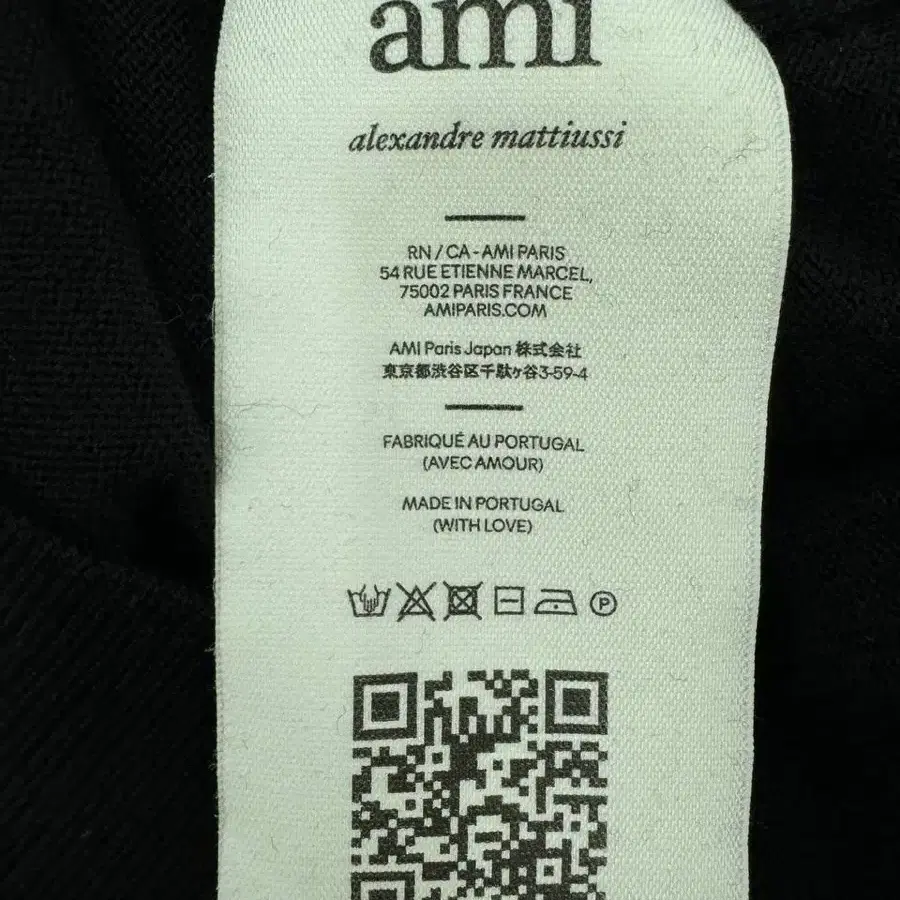 ami
alexandre mattiussi
RN / CA - AMI PARIS
54 RUE ETIENNE MARCEL,
75002 PARIS FRANCE
AMIPARIS.COM
AMI Paris Japan 株式会社
東京都渋谷区千駄ヶ谷3-59-4
FABRIQUÉ AU PORTUGAL
(AVEC AMOUR)
MADE IN PORTUGAL
(WITH LOVE)
P